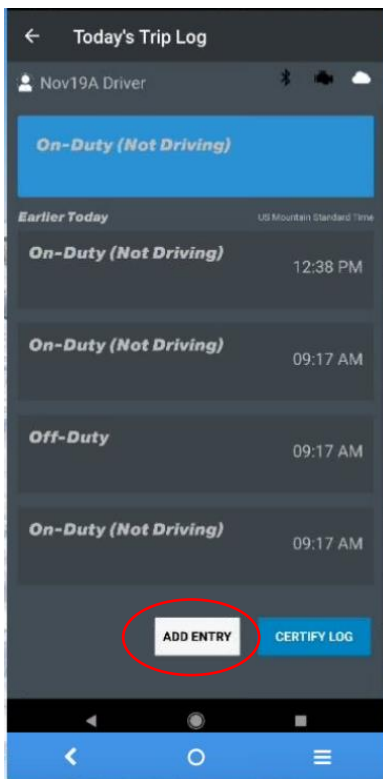 Today's Trip Log
Nov19A Driver
On-Duty (Not Driving)
Earlier Today US Mountain Standard Time
On-Duty (Not Driving)
12:38 PM
On-Duty (Not Driving)
09:17 AM
Off-Duty
09:17 AM
On-Duty (Not Driving)
09:17 AM
ADD ENTRY CERTIFY LOG